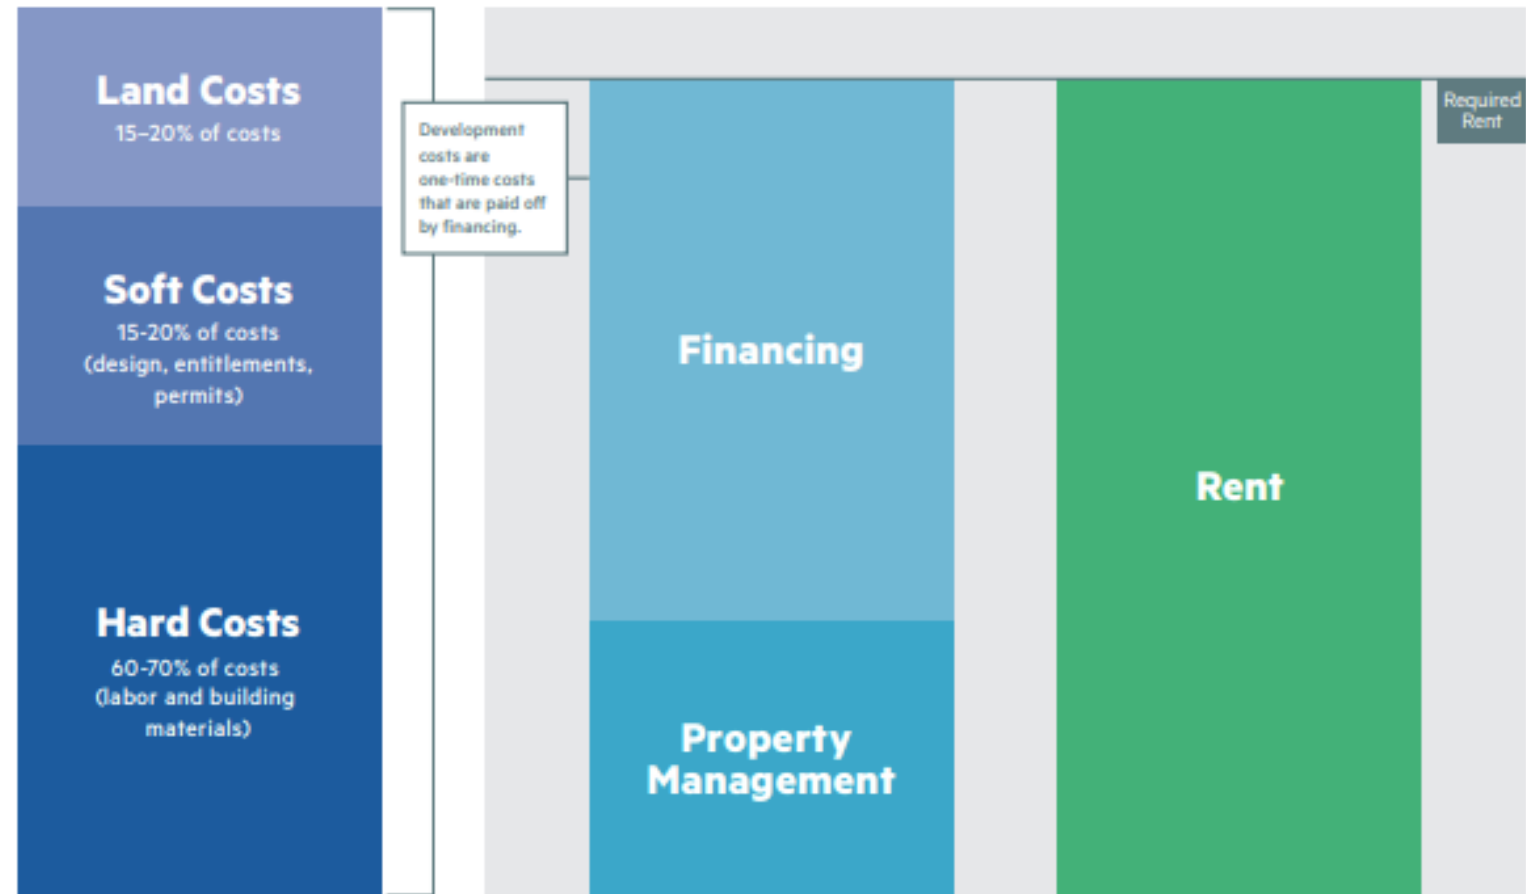 Land Costs
15–20% of costs
Soft Costs
15-20% of costs
(design, entitlements,
permits)
Hard Costs
60-70% of costs
(labor and building
materials)
Development
costs are
one-time costs
that are paid off
by financing.
Financing
Property
Management
Rent
Required
Rent